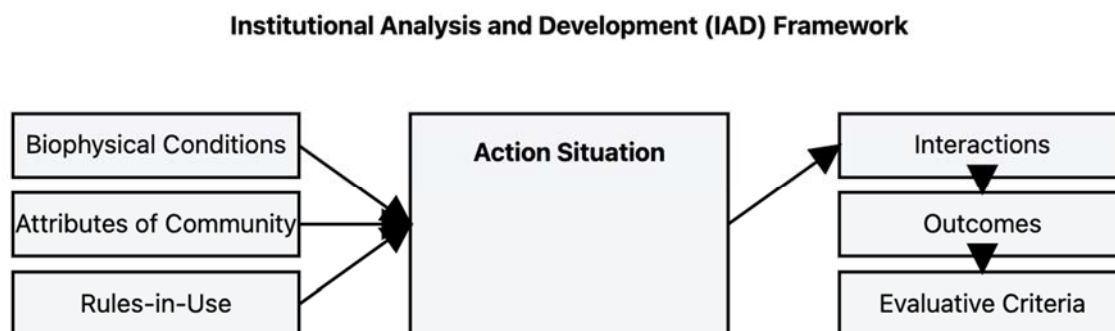 Institutional Analysis and Development (IAD) Framework
Biophysical Conditions
Attributes of Community
Rules-in-Use
Action Situation
Interactions
Outcomes
Evaluative Criteria